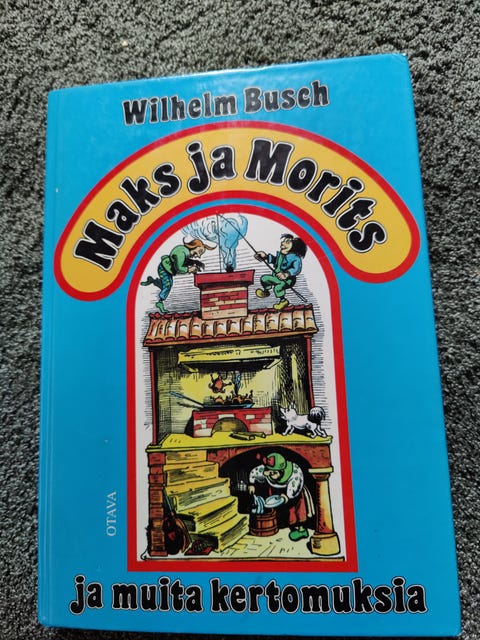 Wilhelm Busch
Maks ja Morits
OTAVA
ja muita kertomuksia